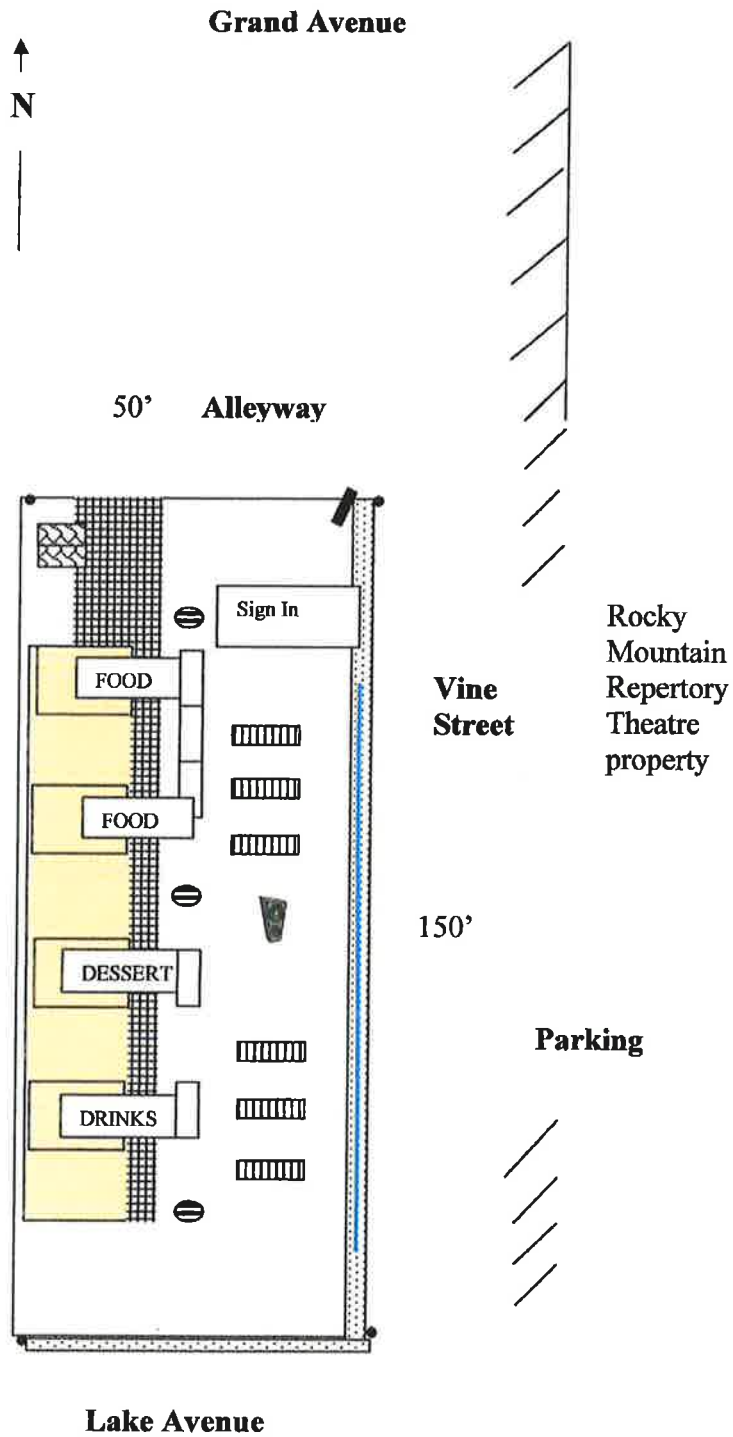 Grand Avenue
N
50’ Alleyway
Sign In
FOOD
Rocky
Mountain
Repertory
Theatre
property
Vine
Street
FOOD
150’
DESSERT
Parking
DRINKS
Lake Avenue